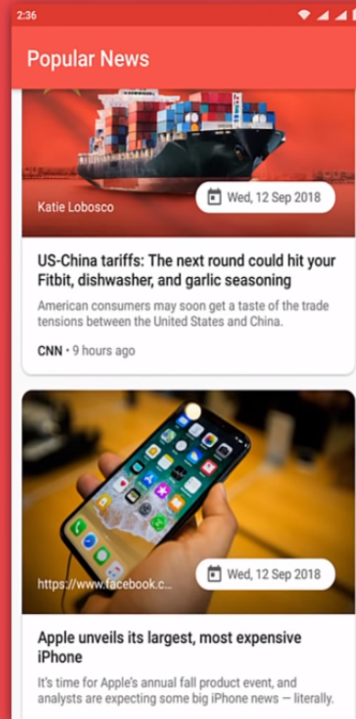 2:36
Popular News
Katie Lobosco
Wed, 12 Sep 2018
US-China tariffs: The next round could hit your
Fitbit, dishwasher, and garlic seasoning
American consumers may soon get a taste of the trade
tensions between the United States and China.
CNN • 9 hours ago
https://www.facebook.c...
Wed, 12 Sep 2018
Apple unveils its largest, most expensive
iPhone
It's time for Apple's annual fall product event, and
analysts are expecting some big iPhone news — literally.